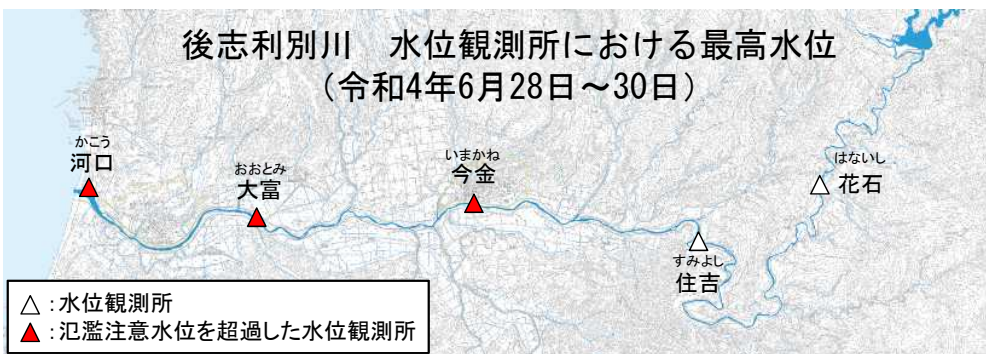 後志利別川　水位観測所における最高水位
（令和4年6月28日～30日）
かこう
河口
おおとみ
大富
いまかね
今金
はないし
花石
すみよし
住吉
△：水位観測所
▲：氾濫注意水位を超過した水位観測所